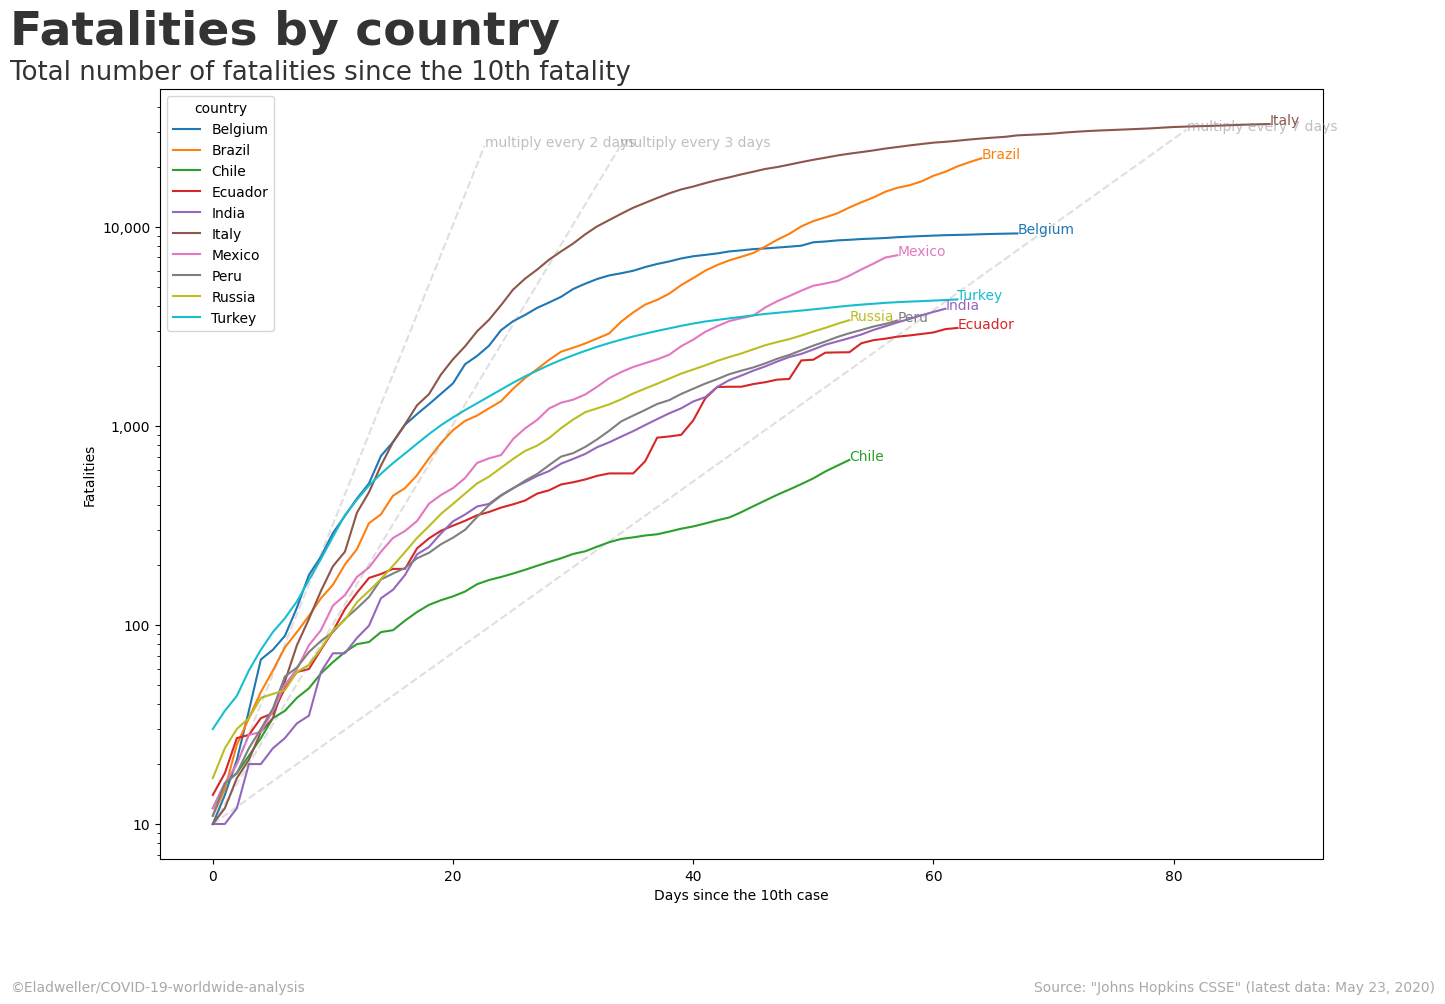 Fatalities by country
Total number of fatalities since the 10th fatality
country
Belgium
Brazil
Chile
Ecuador
India
Italy
Mexico
Peru
Russia
Turkey
multiply every 2 days
multiply every 3 days
multiply every 7 days
Italy
Brazil
Belgium
Mexico
Turkey
India
Russia
Peru
Ecuador
Chile
10,000
1,000
100
10
Fatalities
0
20
40
60
80
Days since the 10th case
©Eladweller/COVID-19-worldwide-analysis
Source: "Johns Hopkins CSSE" (latest data: May 23, 2020)